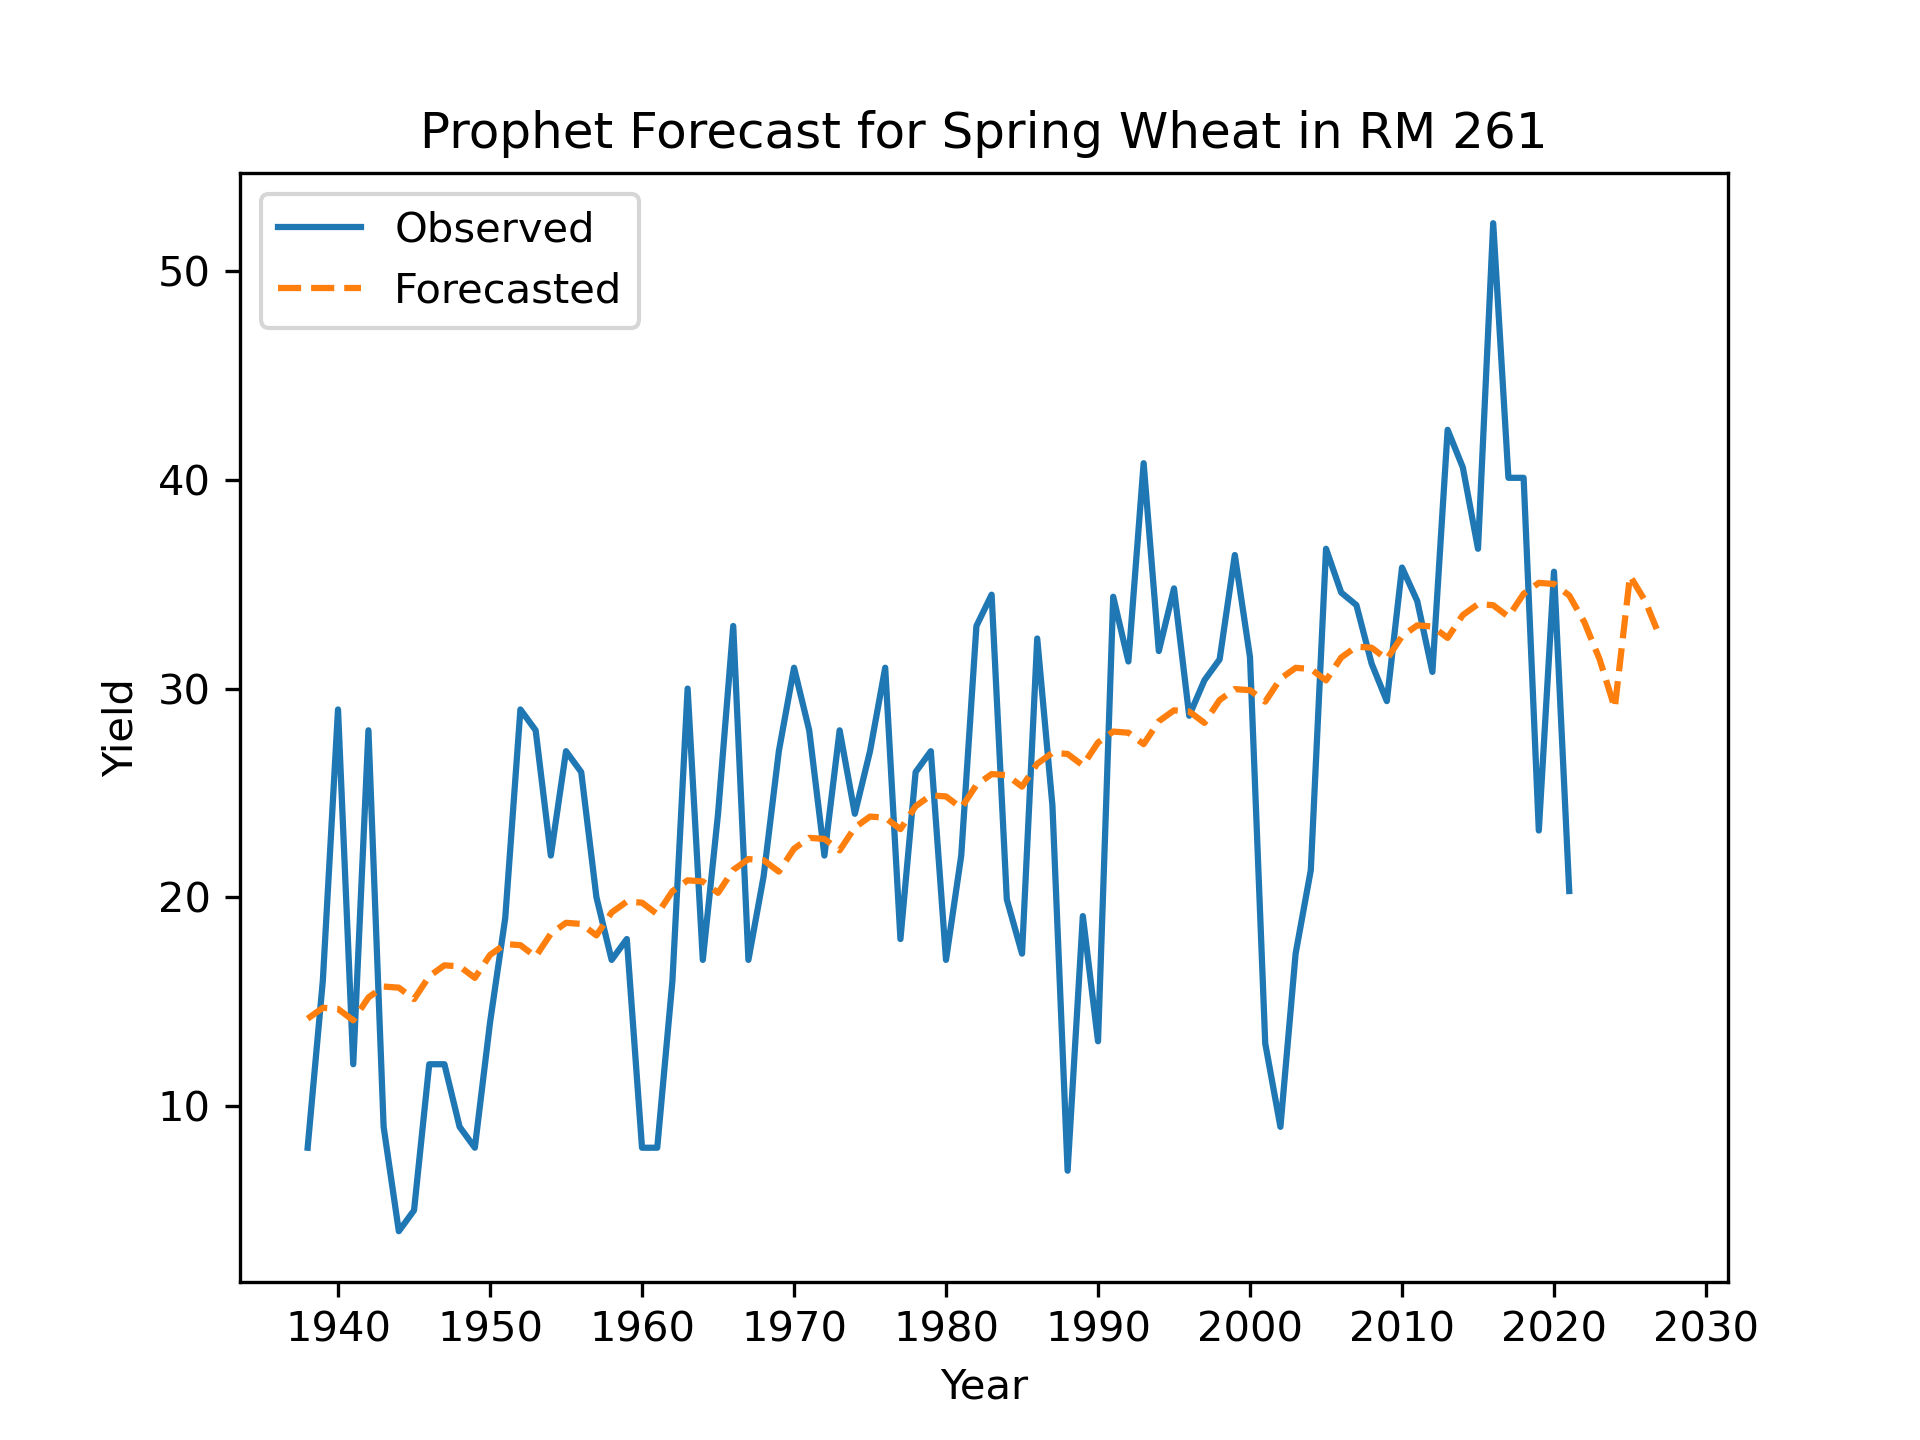 Prophet Forecast for Spring Wheat in RM 261
Observed
Forecasted
50
40
30
20
10
Yield
1940 1950 1960 1970 1980 1990 2000 2010 2020 2030
Year